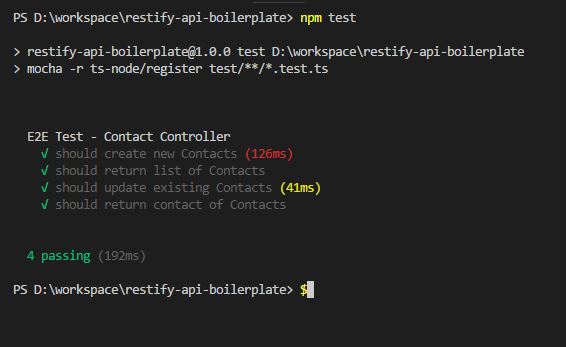 PS D:\workspace\restify-api-boilerplate> npm test
> restify-api-boilerplate@1.0.0 test D:\workspace\restify-api-boilerplate
> mocha -r ts-node/register test/**/*.test.ts
E2E Test - Contact Controller
√ should create new Contacts (126ms)
√ should return list of Contacts
√ should update existing Contacts (41ms)
√ should return contact of Contacts
4 passing (192ms)
PS D:\workspace\restify-api-boilerplate> $